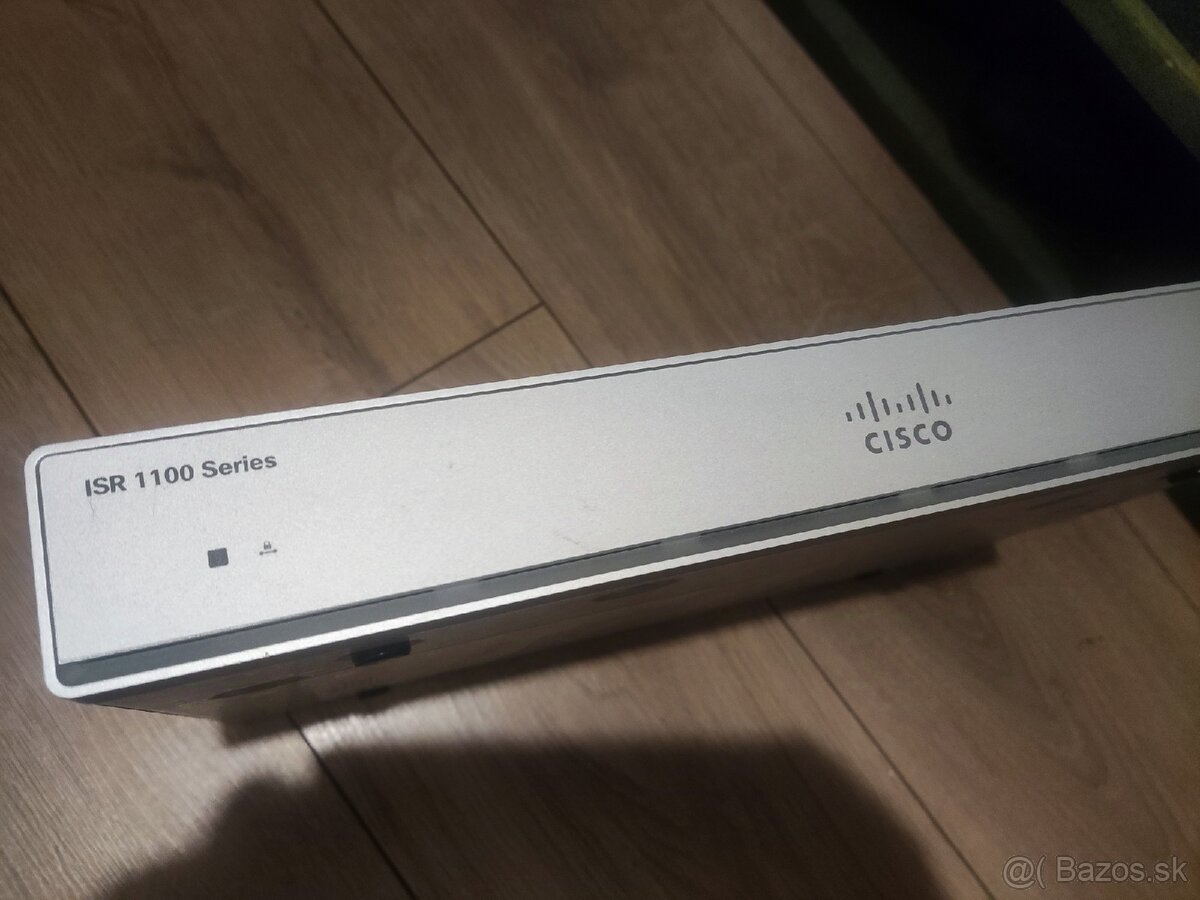 ISR 1100 Series
CISCO
@( Bazos.sk